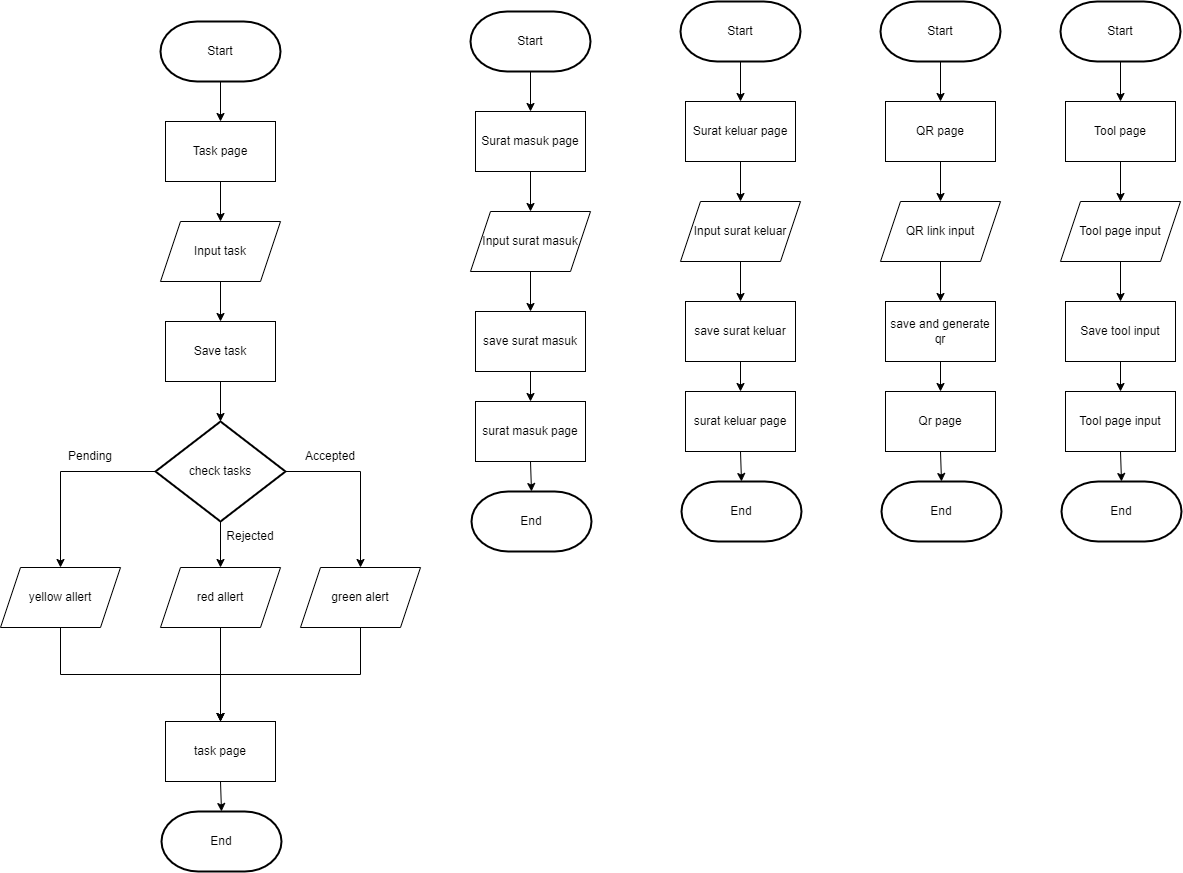 Start
Task page
Input task
Save task
check tasks
Pending
Accepted
Rejected
yellow allert
red allert
green alert
task page
End
Start
Surat masuk page
Input surat masuk
save surat masuk
surat masuk page
End
Start
Surat keluar page
Input surat keluar
save surat keluar
surat keluar page
End
Start
QR page
QR link input
save and generate
qr
Qr page
End
Start
Tool page
Tool page input
Save tool input
Tool page input
End